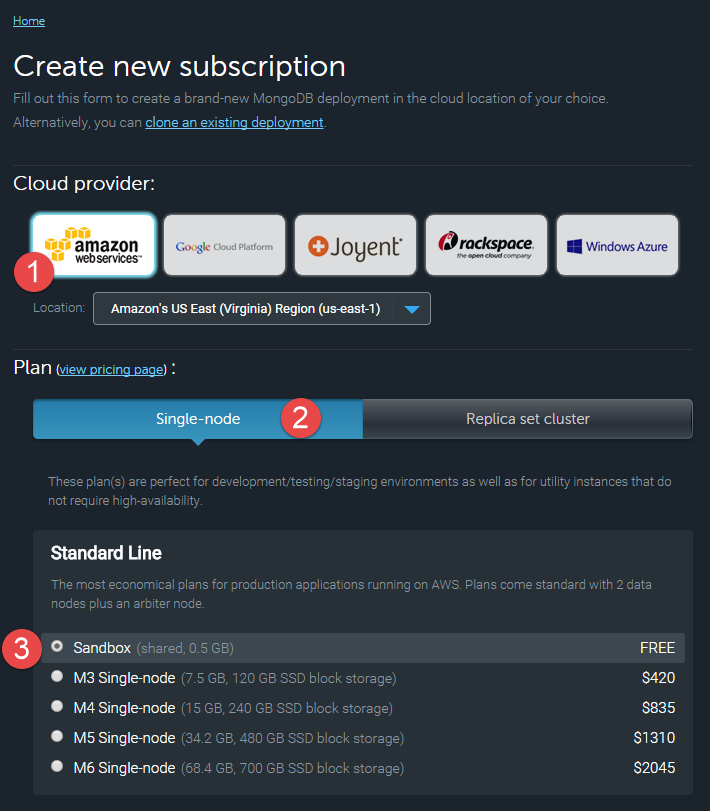 Home
Create new subscription
Fill out this form to create a brand-new MongoDB deployment in the cloud location of your choice.
Alternatively, you can clone an existing deployment.
Cloud provider:
amazon web services™
Google Cloud Platform
Joyent
rackspace. the open cloud company
Windows Azure
1
Location: Amazon's US East (Virginia) Region (us-east-1)
Plan (view pricing page) :
Single-node 2 Replica set cluster
These plan(s) are perfect for development/testing/staging environments as well as for utility instances that do
not require high-availability.
Standard Line
The most economical plans for production applications running on AWS. Plans come standard with 2 data
nodes plus an arbiter node.
3 Sandbox (shared, 0.5 GB) FREE
M3 Single-node (7.5 GB, 120 GB SSD block storage) $420
M4 Single-node (15 GB, 240 GB SSD block storage) $835
M5 Single-node (34.2 GB, 480 GB SSD block storage) $1310
M6 Single-node (68.4 GB, 700 GB SSD block storage) $2045